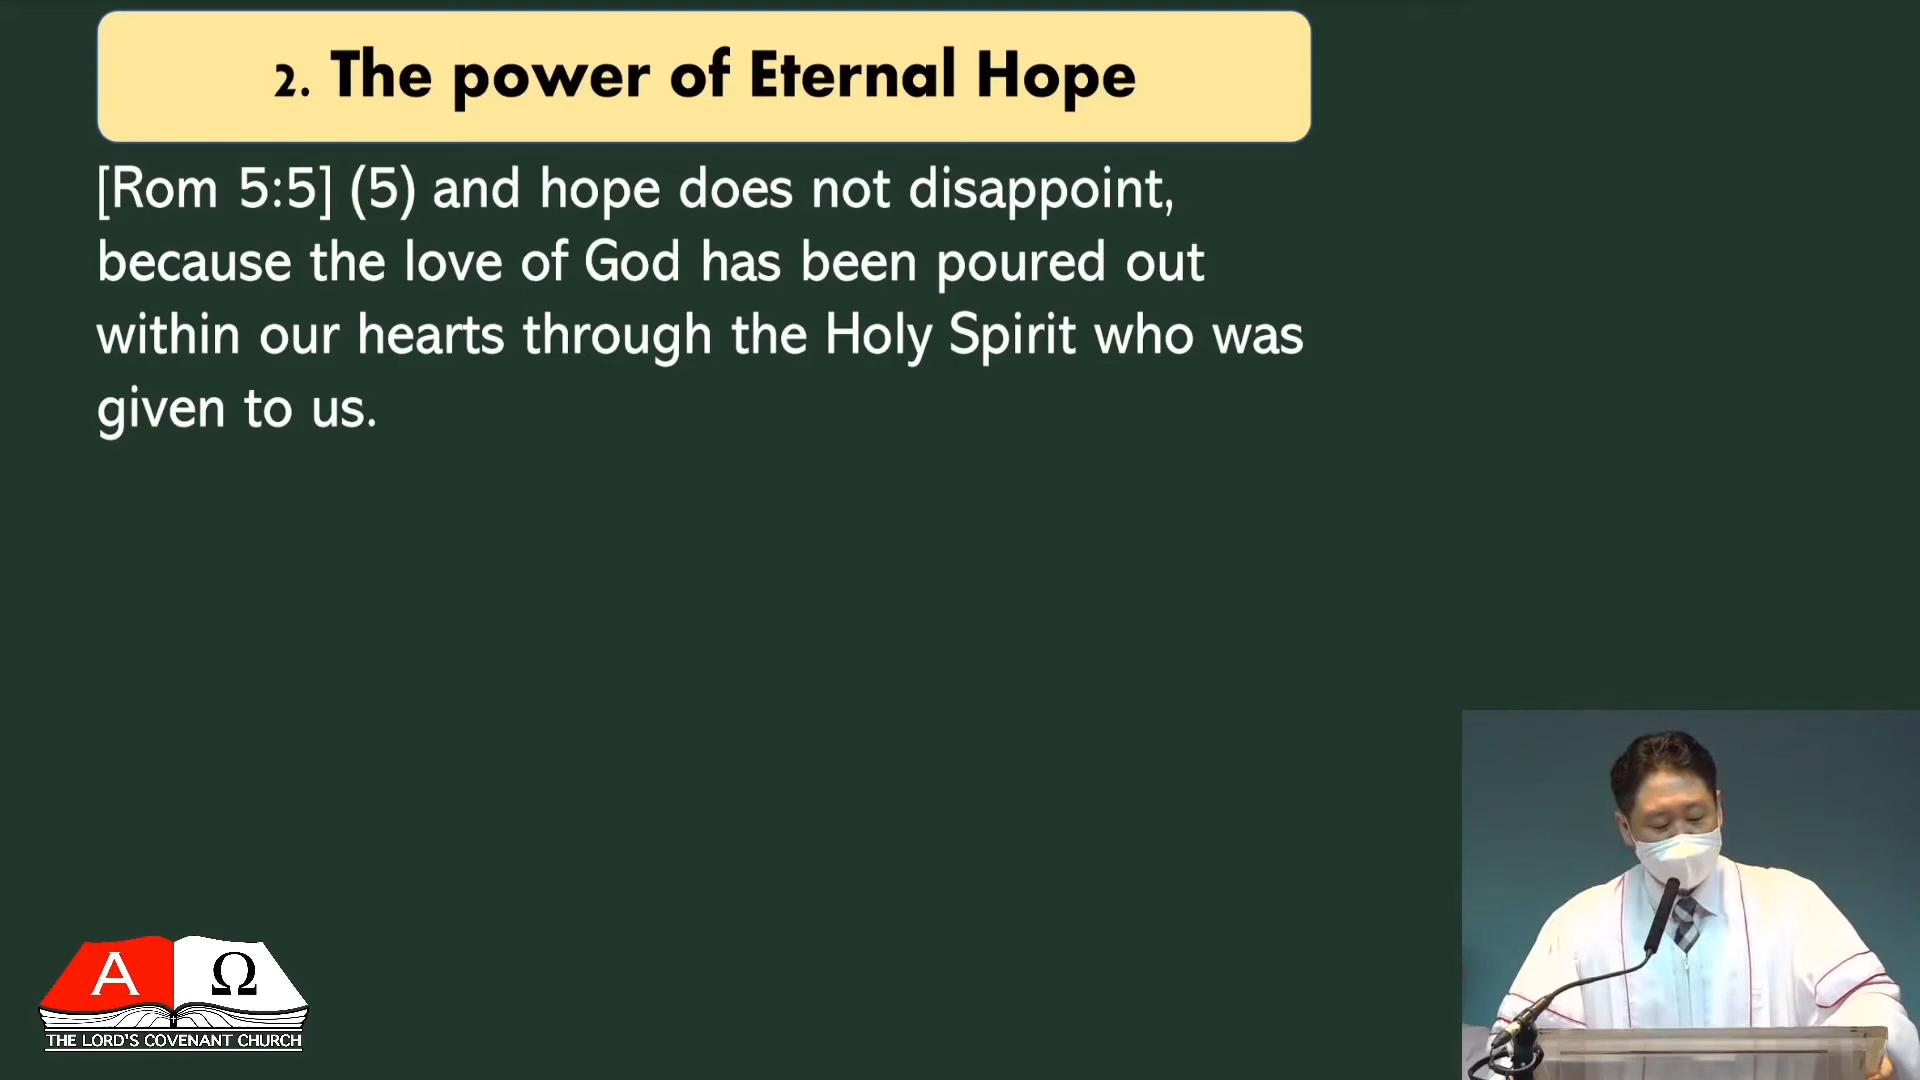 2. The power of Eternal Hope
[Rom 5:5] (5) and hope does not disappoint,
because the love of God has been poured out
within our hearts through the Holy Spirit who was
given to us.
Α Ω
THE LORD'S COVENANT CHURCH